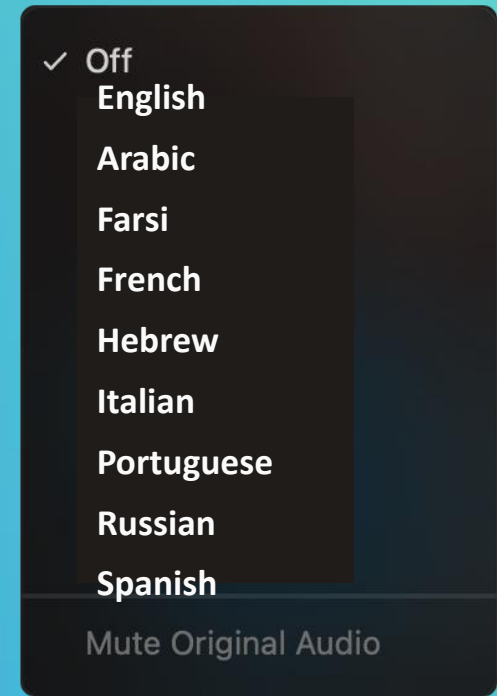 ✓ Off
English
Arabic
Farsi
French
Hebrew
Italian
Portuguese
Russian
Spanish
Mute Original Audio